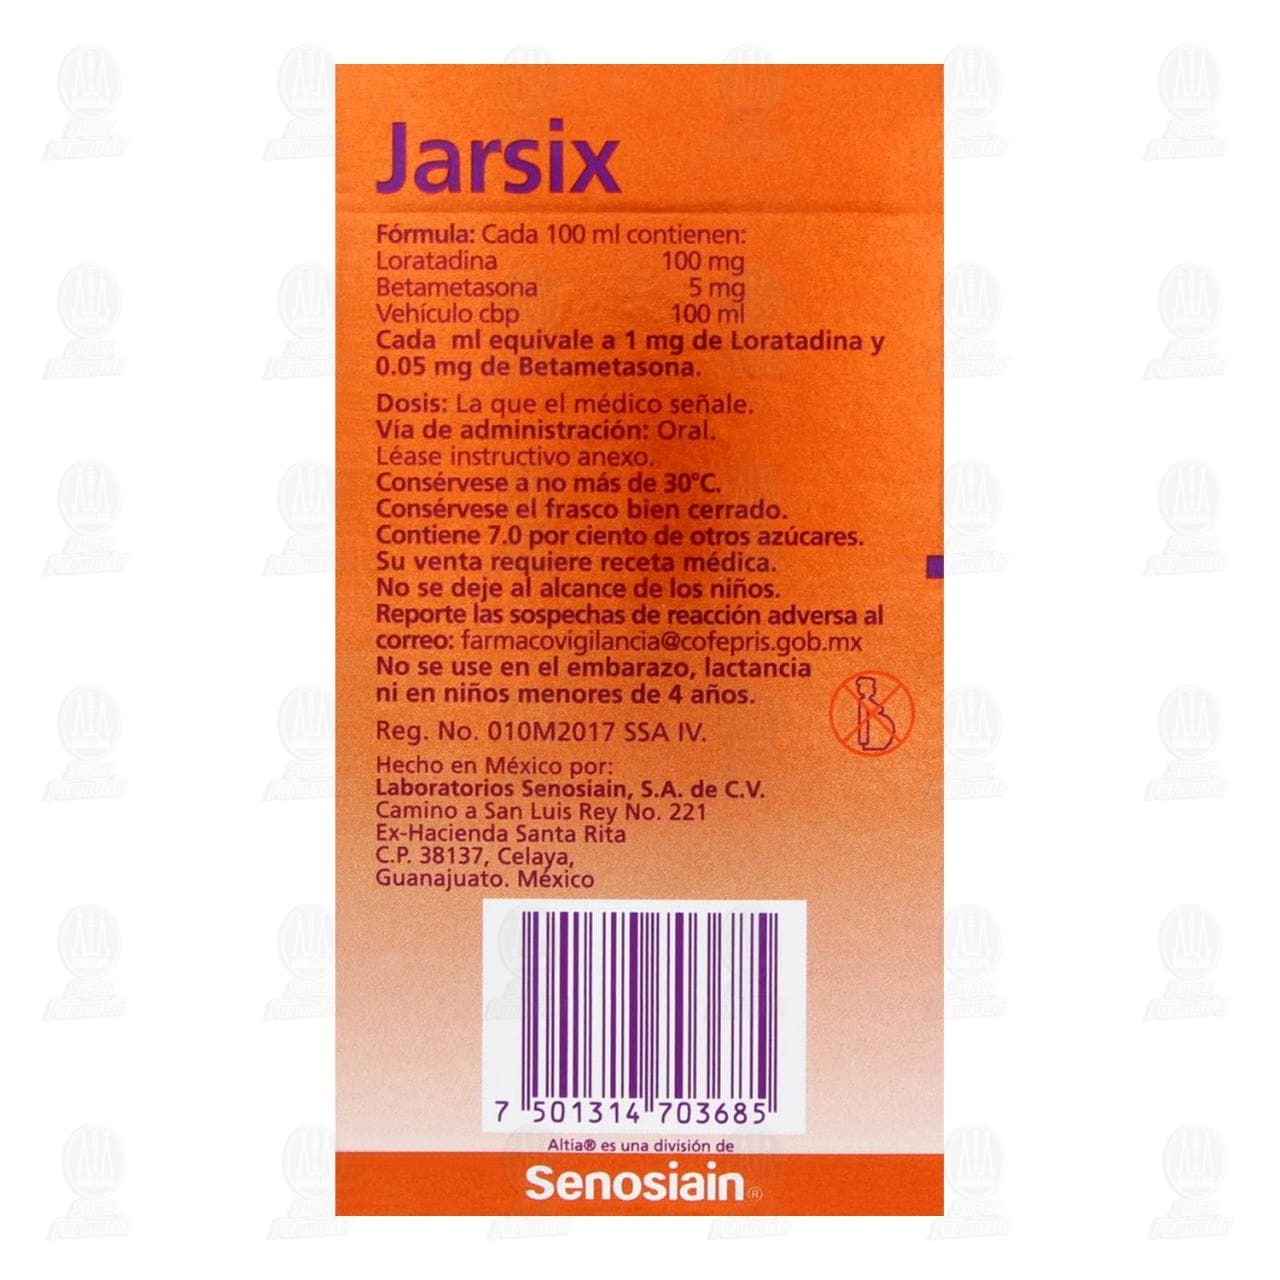 Jarsix
Fórmula: Cada 100 ml contienen:
Loratadina 100 mg
Betametasona 5 mg
Vehículo cbp 100 ml
Cada ml equivale a 1 mg de Loratadina y
0.05 mg de Betametasona.
Dosis: La que el médico señale.
Vía de administración: Oral.
Léase instructivo anexo.
Consérvese a no más de 30°C.
Consérvese el frasco bien cerrado.
Contiene 7.0 por ciento de otros azúcares.
Su venta requiere receta médica.
No se deje al alcance de los niños.
Reporte las sospechas de reacción adversa al
correo: farmacovigilancia@cofepris.gob.mx
No se use en el embarazo, lactancia
ni en niños menores de 4 años.
Reg. No. 010M2017 SSA IV.
Hecho en México por:
Laboratorios Senosiain, S.A. de C.V.
Camino a San Luis Rey No. 221
Ex-Hacienda Santa Rita
C.P. 38137, Celaya,
Guanajuato. México
7 501314 703685
Altia® es una división de
Senosiain®